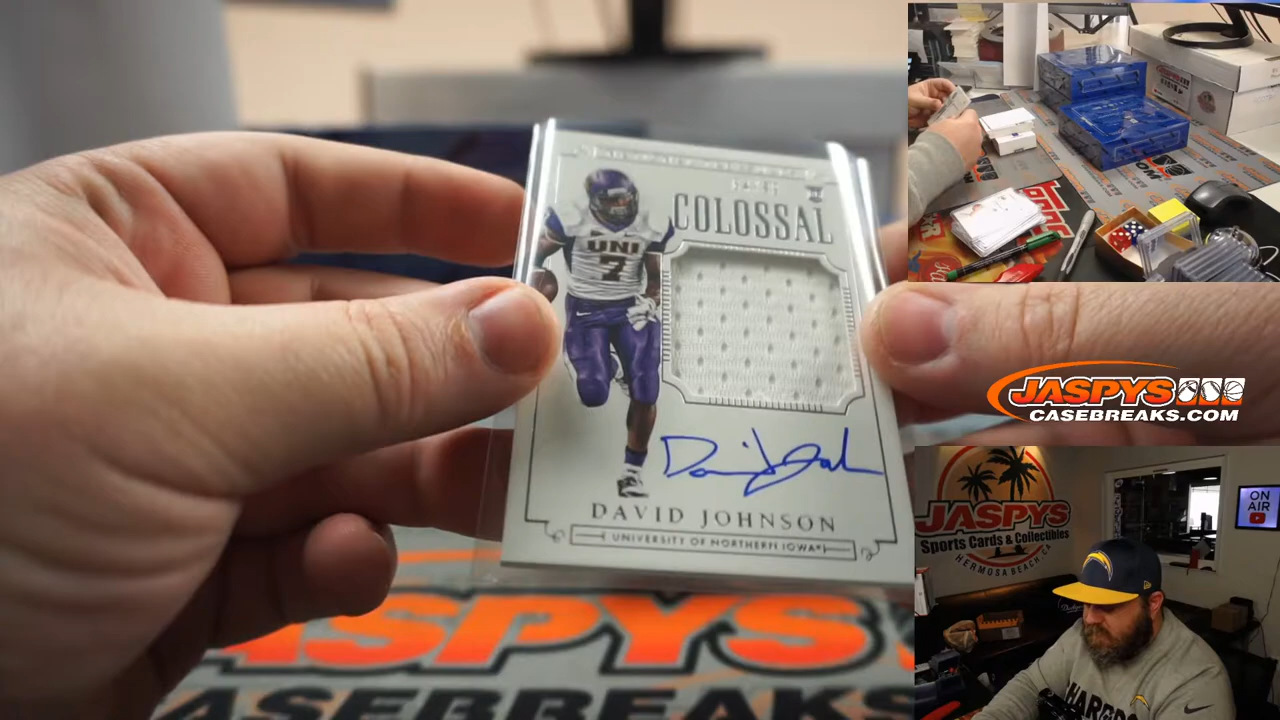 COLOSSAL
UNI
7
DAVID JOHNSON
UNIVERSITY OF NORTHERN IOWA
JASPYS
CASEBREAKS.COM
JASPYS
CASEBREAKS
JASPYS
Sports Cards & Collectibles
HERMOSA BEACH, CA
ON
AIR